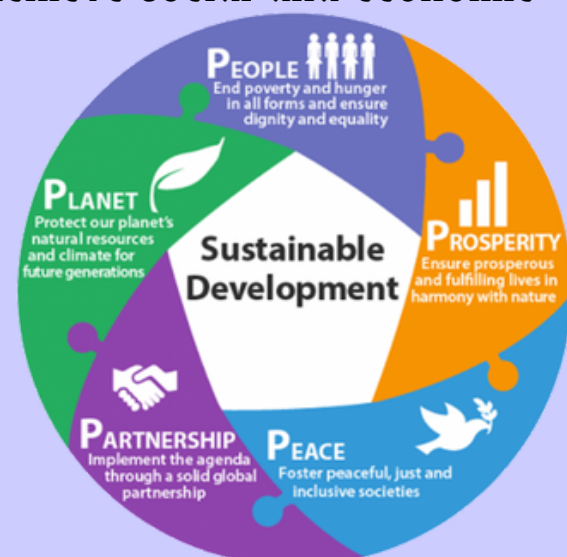 PEOPLE
End poverty and hunger
in all forms and ensure
dignity and equality
PROSPERITY
Ensure prosperous
and fulfilling lives in
harmony with nature
PEACE
Foster peaceful, just and
inclusive societies
PARTNERSHIP
Implement the agenda
through a solid global
partnership
PLANET
Protect our planet's
natural resources
and climate for
future generations
Sustainable
Development